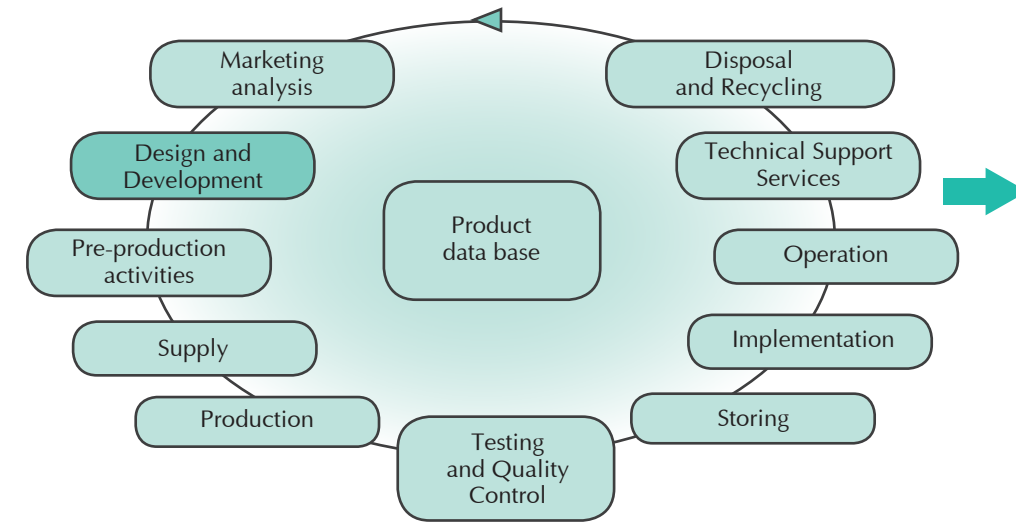 Marketing
analysis
Disposal
and Recycling
Design and
Development
Technical Support
Services
Pre-production
activities
Product
data base
Operation
Supply
Implementation
Production
Storing
Testing
and Quality
Control